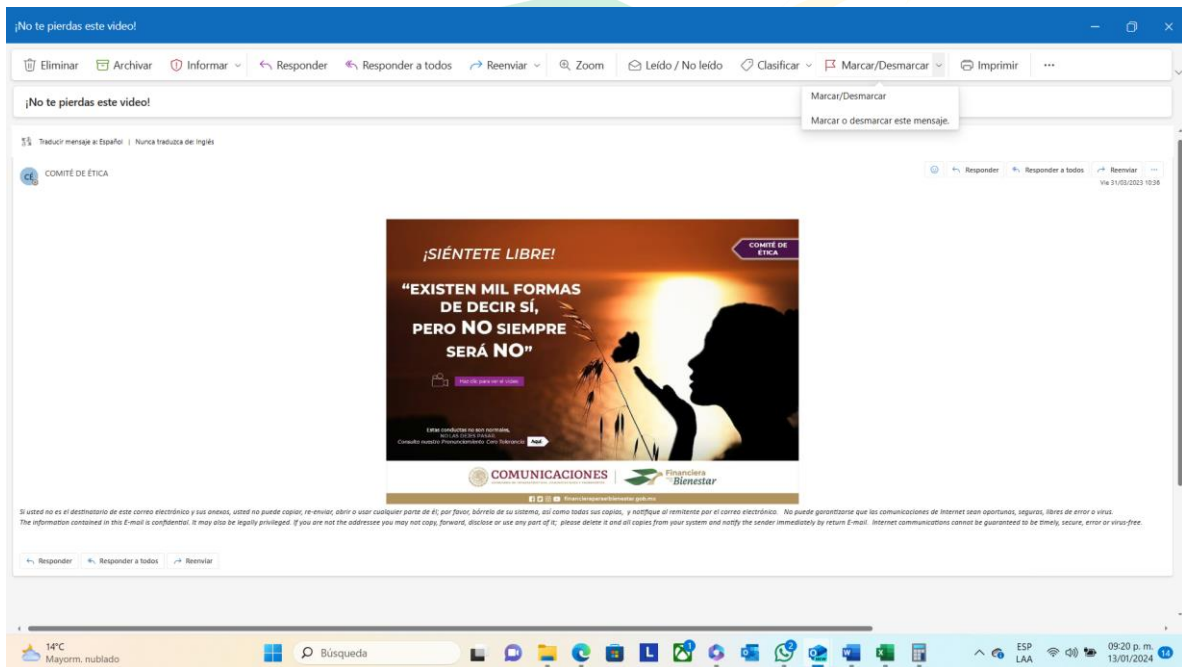 ¡No te pierdas este video!
Eliminar Archivar Informar Responder Responder a todos Reenviar Zoom Leído / No leído Clasificar Marcar/Desmarcar Imprimir ...
¡No te pierdas este video!
Marcar/Desmarcar
Marcar o desmarcar este mensaje.
Traducir mensaje a: Español | Nunca traduzca de: Inglés
CÉ COMITÉ DE ÉTICA
Responder Responder a todos Reenviar ...
Vie 31/03/2023 10:36
¡SIÉNTETE LIBRE!
COMITÉ DE
ÉTICA
“EXISTEN MIL FORMAS
DE DECIR SÍ,
PERO NO SIEMPRE
SERÁ NO”
Haz clic para ver el video
Estas conductas no son normales,
NO LAS DEJES PASAR.
Consulta nuestro Pronunciamiento Cero Tolerancia Aquí
COMUNICACIONES
Financiera
Bienestar
financieraparaelbienestar.gob.mx
Si usted no es el destinatario de este correo electrónico y sus anexos, usted no puede copiar, re-enviar, abrir o usar cualquier parte de él; por favor, bórrelo de su sistema, así como todas sus copias, y notifique al remitente por el correo electrónico. No puede garantizarse que las comunicaciones de Internet sean oportunas, seguras, libres de error o virus.
The information contained in this E-mail is confidential. It may also be legally privileged. If you are not the addressee you may not copy, forward, disclose or use any part of it; please delete it and all copies from your system and notify the sender immediately by return E-mail. Internet communications cannot be guaranteed to be timely, secure, error or virus-free.
Responder Responder a todos Reenviar
14°C
Mayorm. nublado
Búsqueda
ESP
LAA
09:20 p. m.
13/01/2024
14